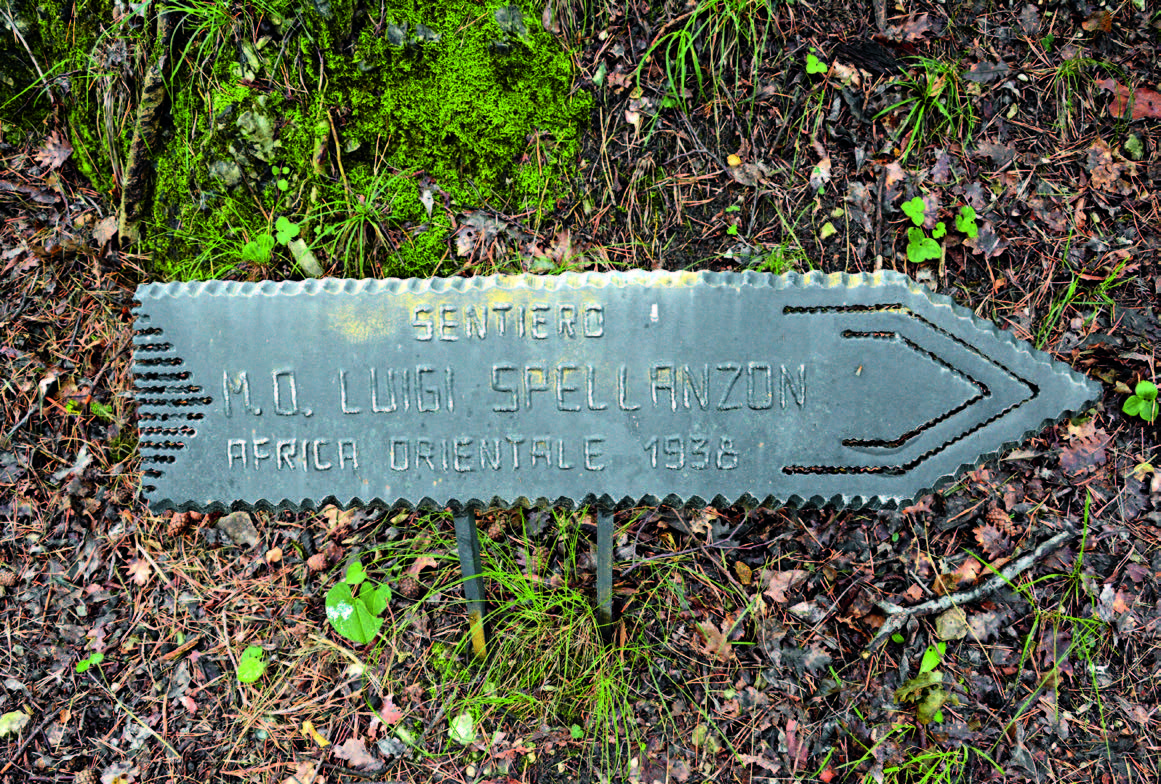 SENTIERO
M.O. LUIGI SPELLANZON
AFRICA ORIENTALE 1938